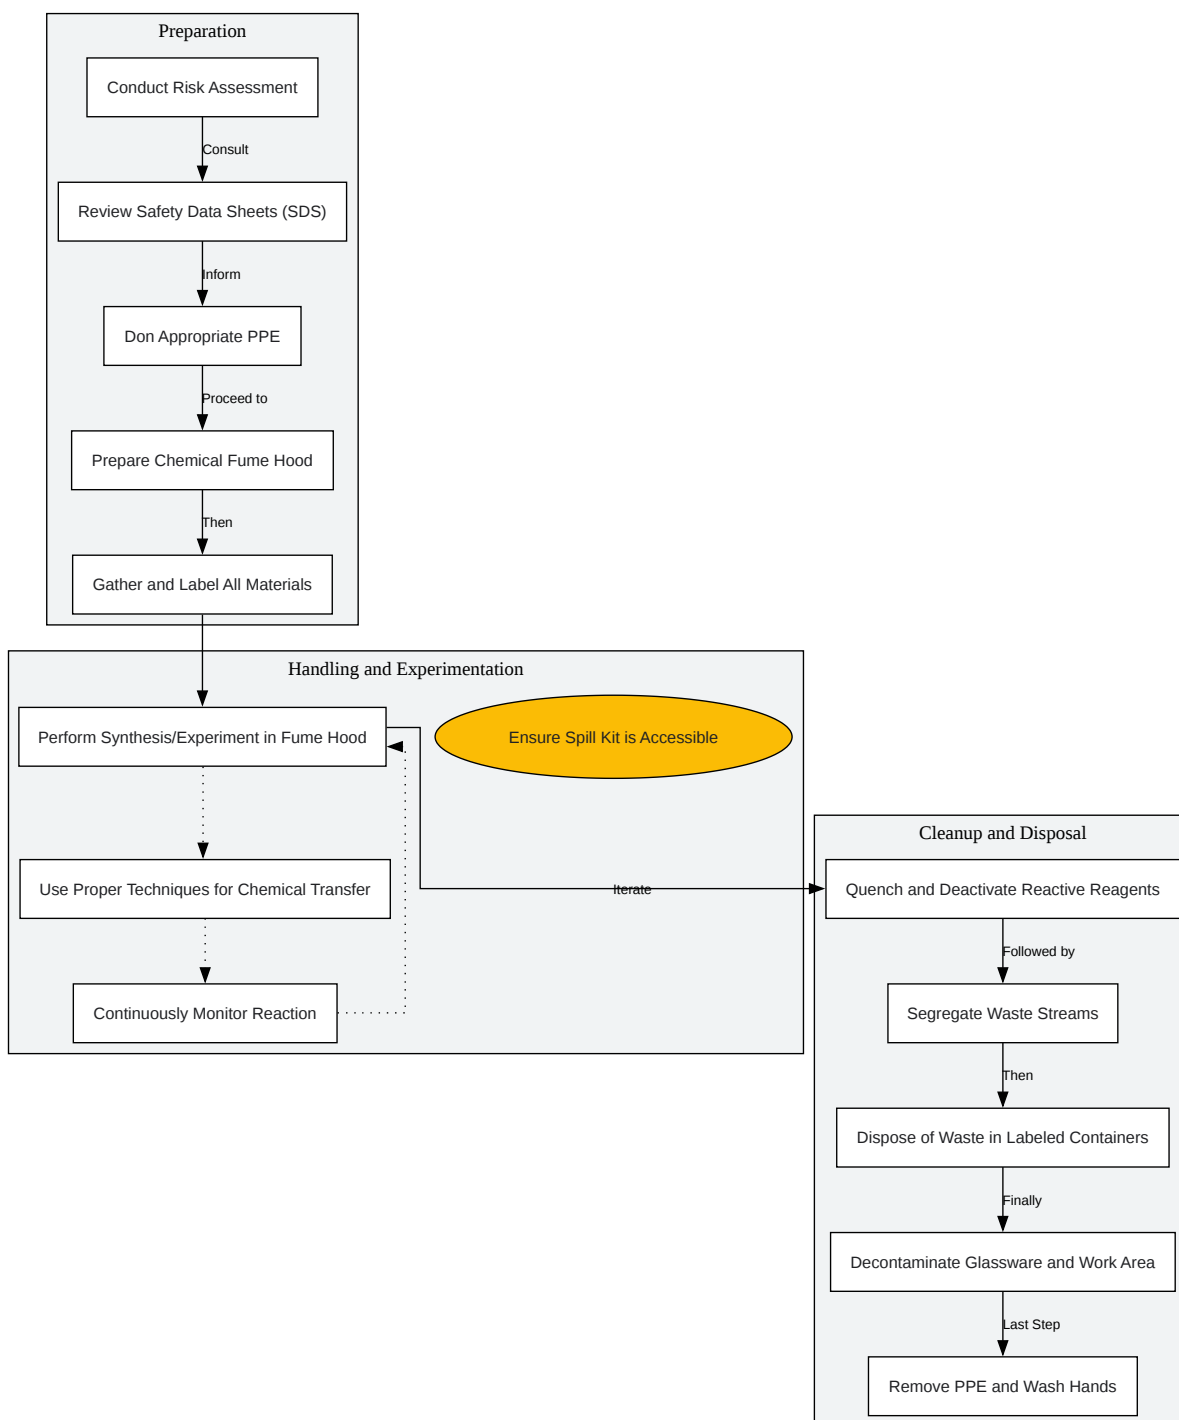 Preparation
Conduct Risk Assessment
Consult
Review Safety Data Sheets (SDS)
Inform
Don Appropriate PPE
Proceed to
Prepare Chemical Fume Hood
Then
Gather and Label All Materials
Handling and Experimentation
Perform Synthesis/Experiment in Fume Hood
Ensure Spill Kit is Accessible
Use Proper Techniques for Chemical Transfer
Iterate
Continuously Monitor Reaction
Cleanup and Disposal
Quench and Deactivate Reactive Reagents
Followed by
Segregate Waste Streams
Then
Dispose of Waste in Labeled Containers
Finally
Decontaminate Glassware and Work Area
Last Step
Remove PPE and Wash Hands